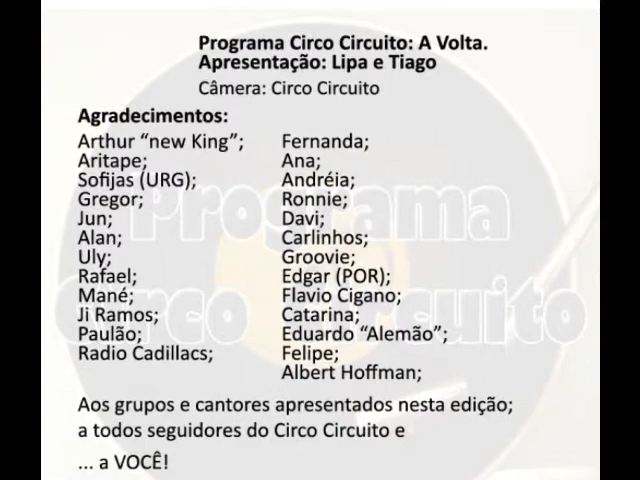 Programa Circo Circuito: A Volta.
Apresentação: Lipa e Tiago
Câmera: Circo Circuito
Agradecimentos:
Arthur “new King”;
Aritape;
Sofijas (URG);
Gregor;
Jun;
Alan;
Uly;
Rafael;
Mané;
Ji Ramos;
Paulão;
Radio Cadillacs;
Fernanda;
Ana;
Andréia;
Ronnie;
Davi;
Carlinhos;
Groovie;
Edgar (POR);
Flavio Cigano;
Catarina;
Eduardo “Alemão”;
Felipe;
Albert Hoffman;
Aos grupos e cantores apresentados nesta edição;
a todos seguidores do Circo Circuito e
... a VOCÊ!
Programa
Circo Circuito